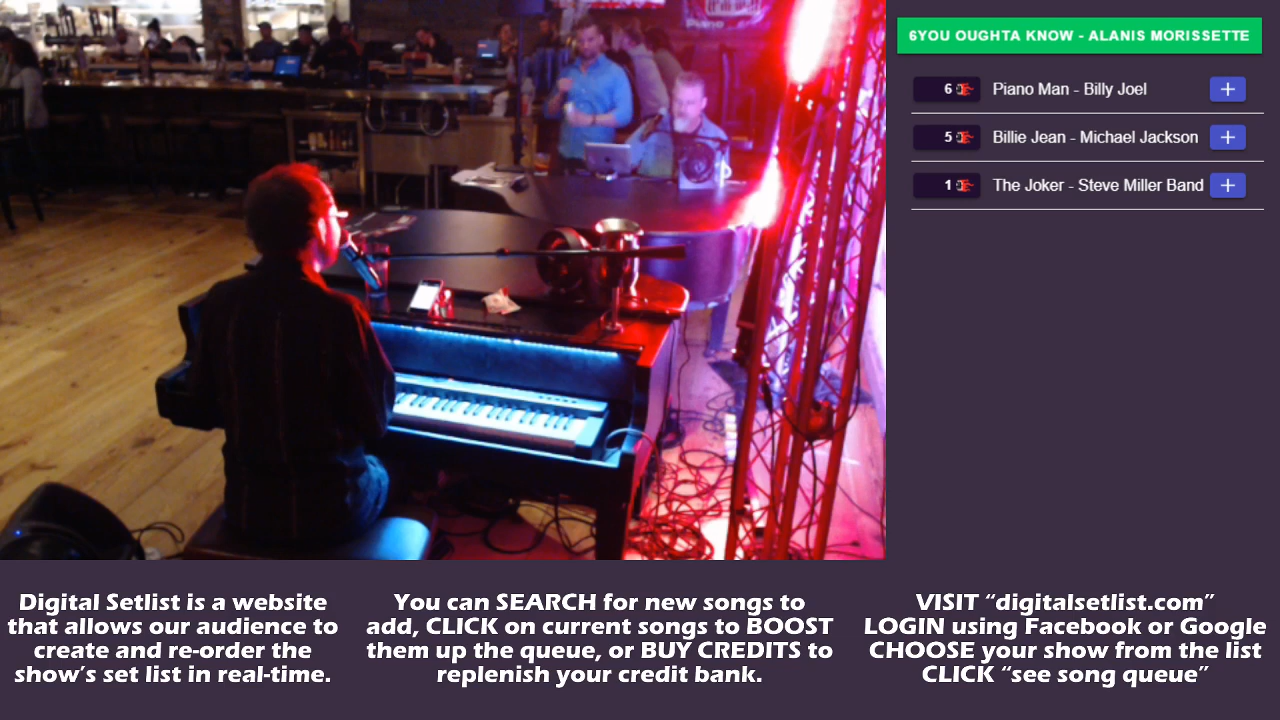 Piano
6YOU OUGHTA KNOW - ALANIS MORISSETTE
6 Piano Man - Billy Joel +
5 Billie Jean - Michael Jackson +
1 The Joker - Steve Miller Band +
Digital Setlist is a website
that allows our audience to
create and re-order the
show's set list in real-time.
You can SEARCH for new songs to
add, CLICK on current songs to BOOST
them up the queue, or BUY CREDITS to
replenish your credit bank.
VISIT “digitalsetlist.com”
LOGIN using Facebook or Google
CHOOSE your show from the list
CLICK “see song queue”